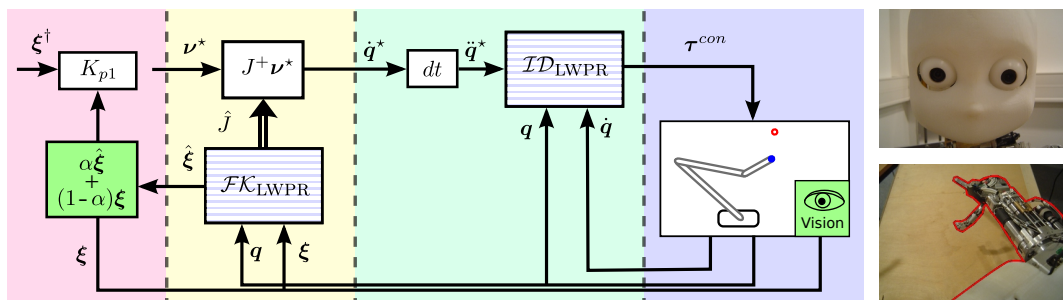 ξ†
K_{p1}
ν*
J⁺ν*
q̇*
dt
q̈*
ID_LWPR
τ^{con}
Ĵ
q
q̇
αξ̂
+
(1-α)ξ
ξ̂
FK_LWPR
Vision
ξ
q
ξ